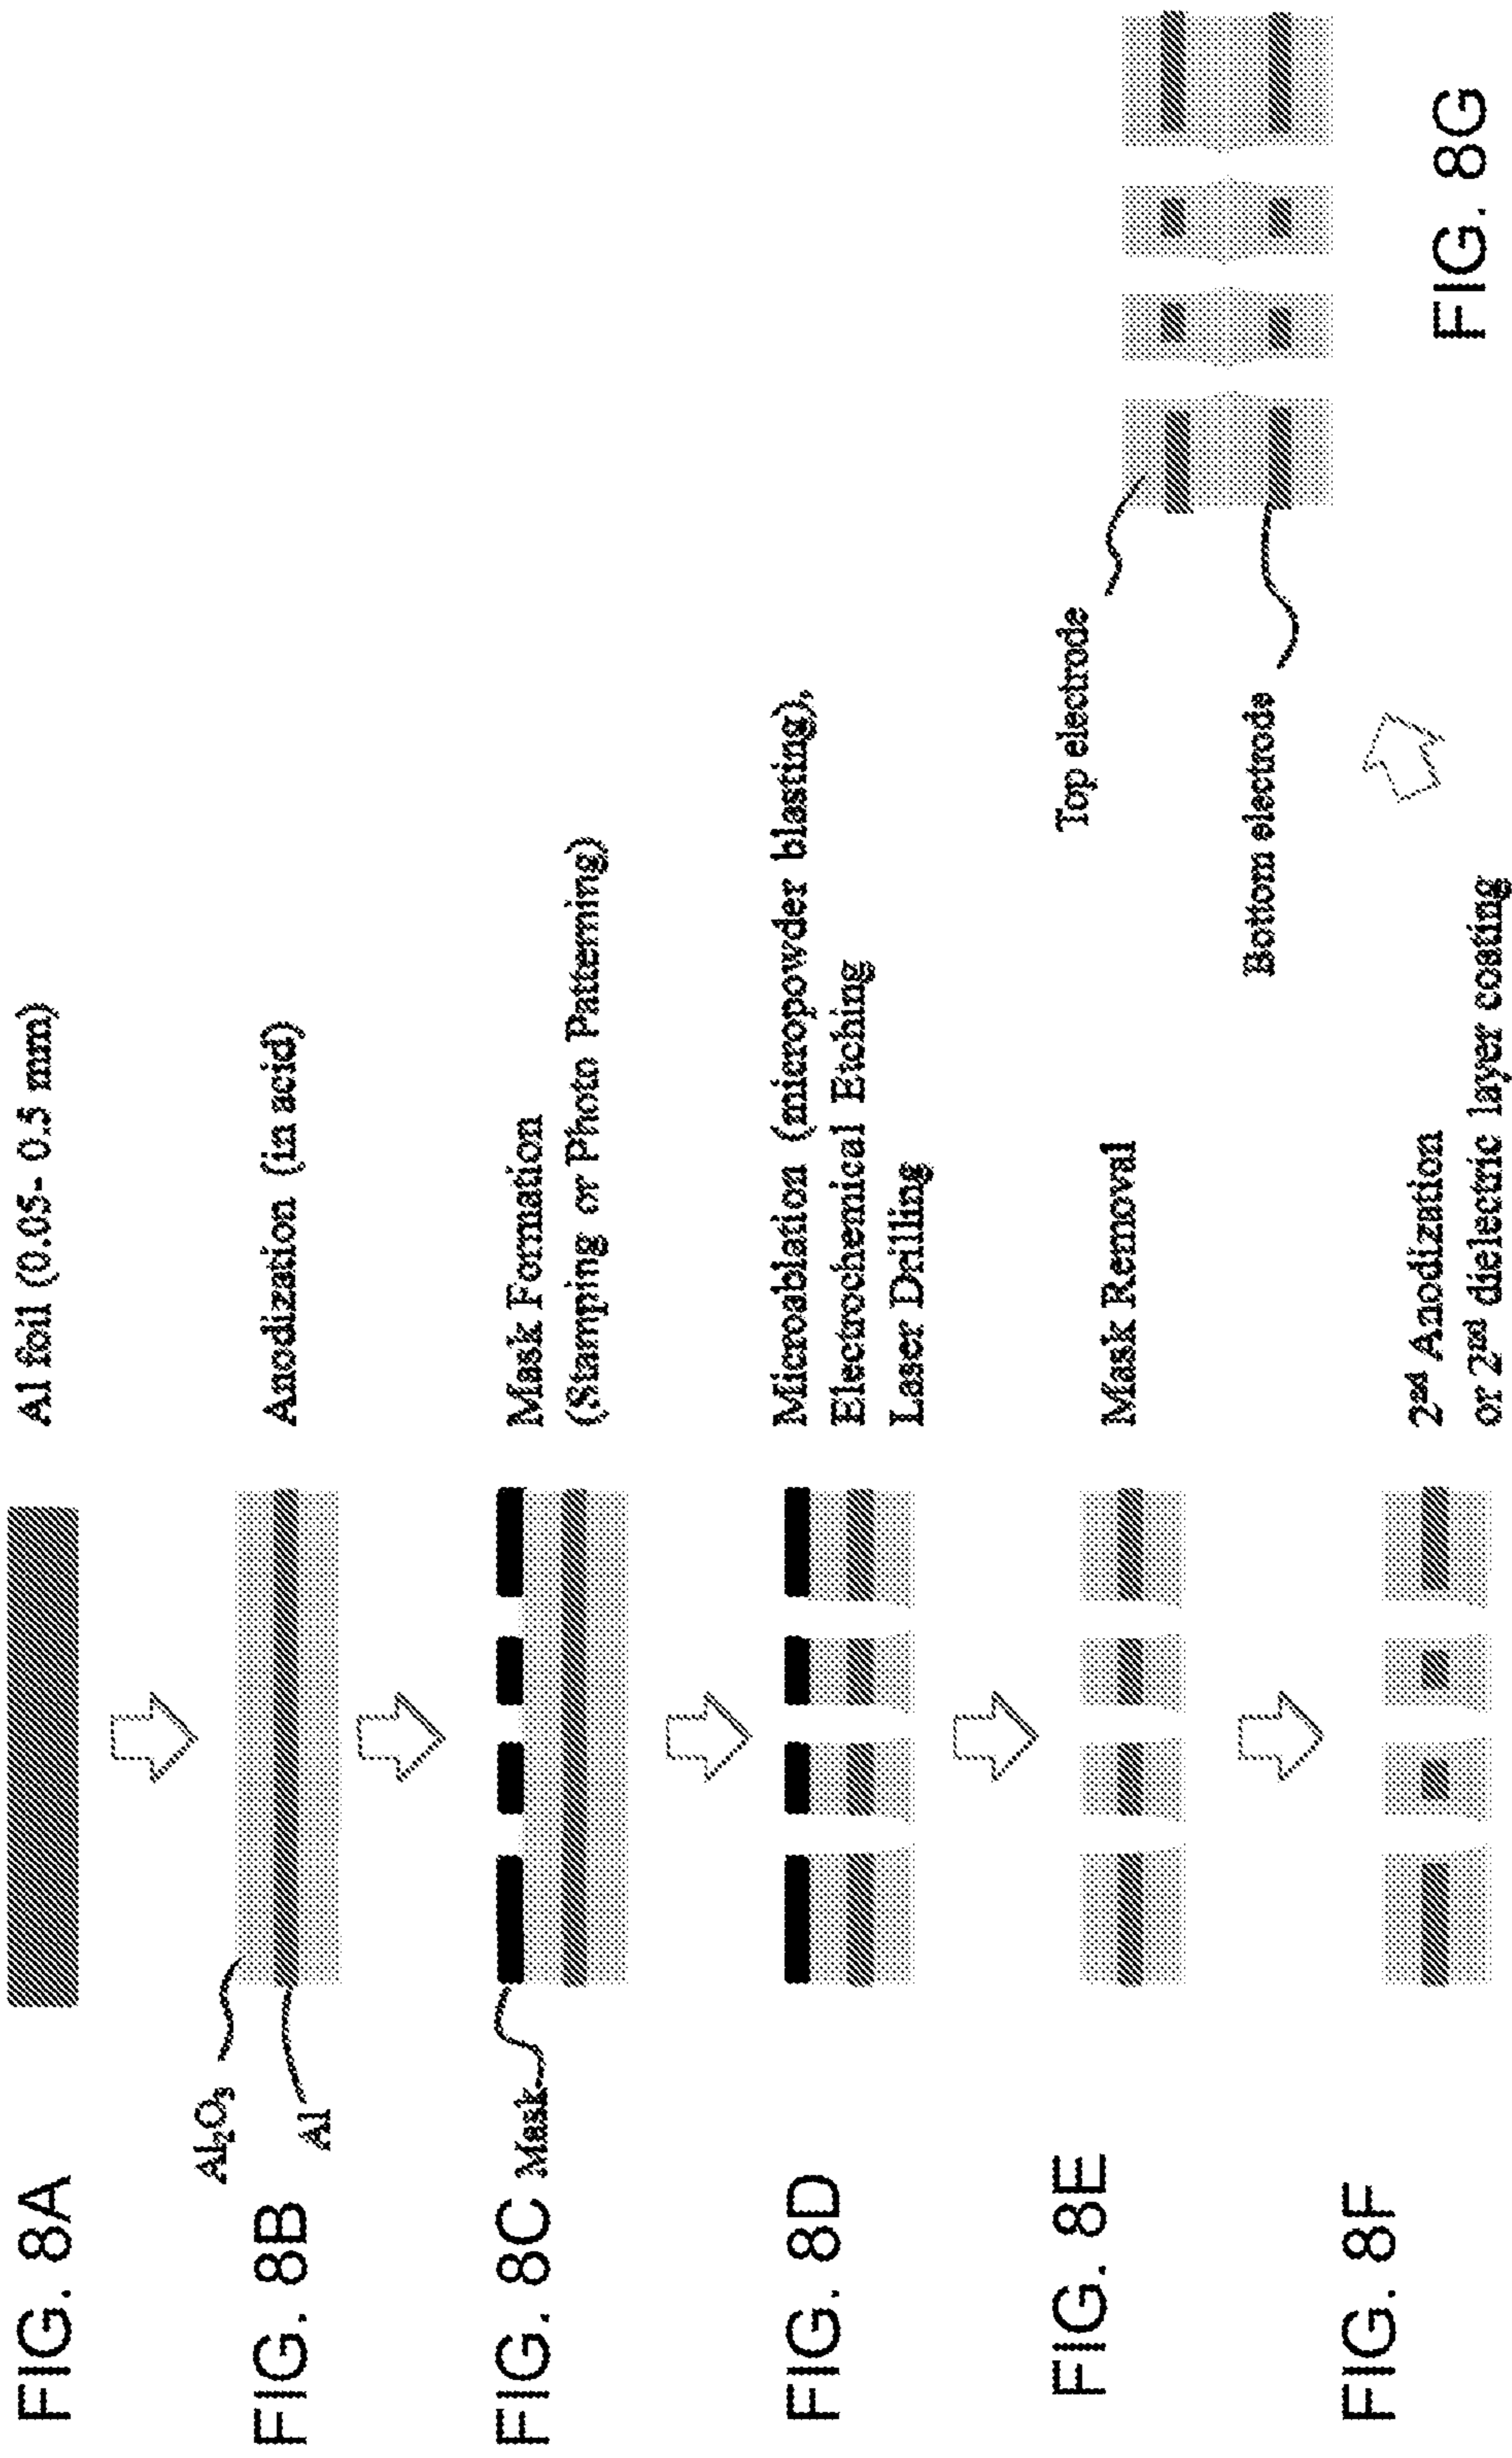 FIG. 8A
Al foil (0.05- 0.5 mm)
FIG. 8B
Al₂O₃
Al
Anodization (in acid)
FIG. 8C
Mask
Mask Formation
(Stamping or Photo Patterning)
FIG. 8D
Microablation (micropowder blasting),
Electrochemical Etching
Laser Drilling
FIG. 8E
Mask Removal
FIG. 8F
2nd Anodization
or 2nd dielectric layer coating
Top electrode
Bottom electrode
FIG. 8G